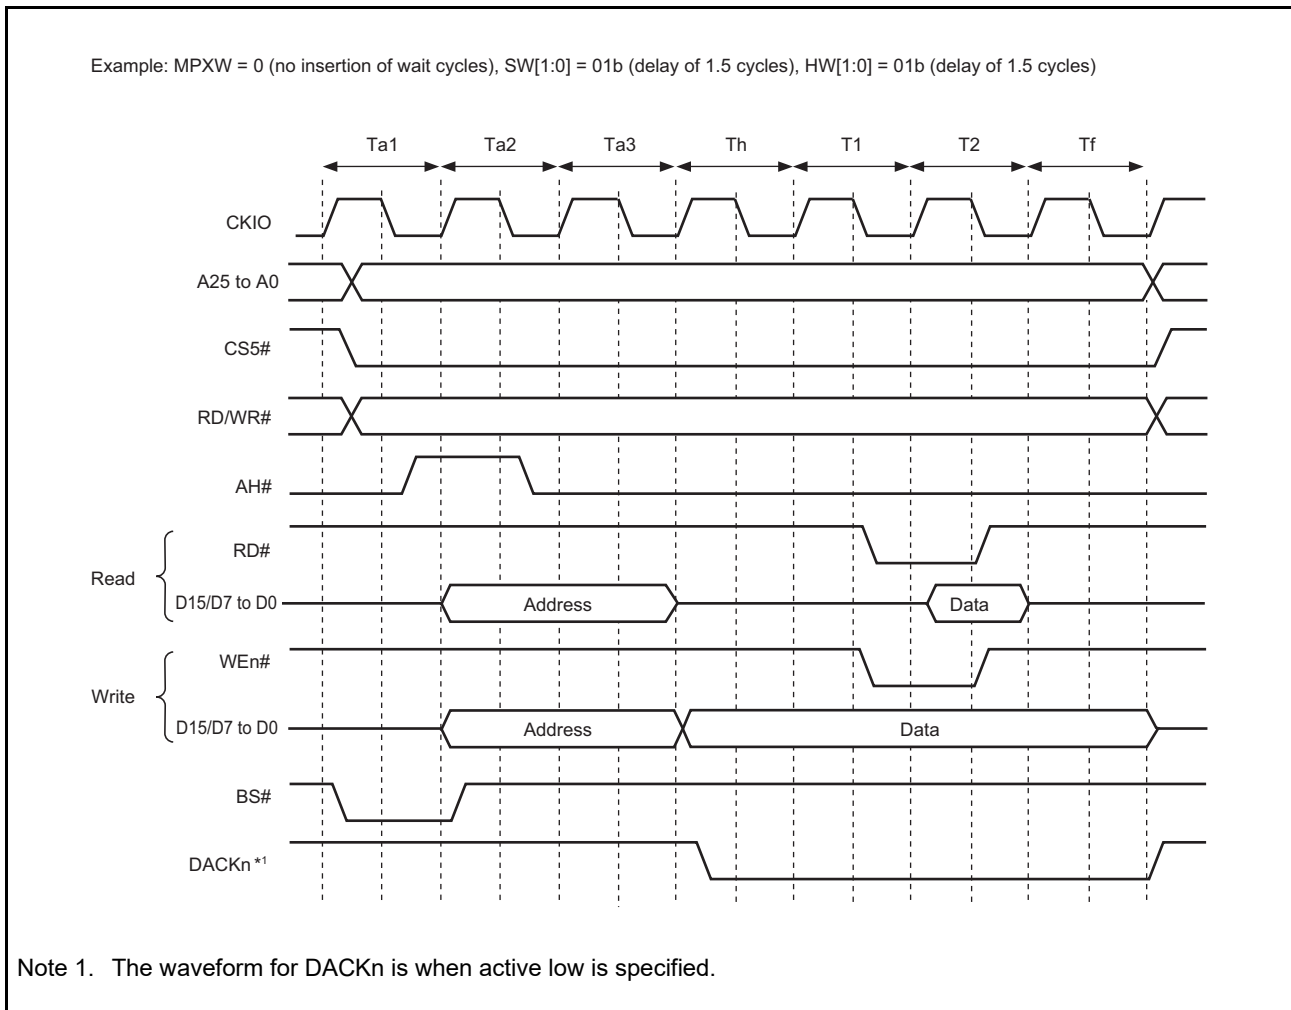 Example: MPXW = 0 (no insertion of wait cycles), SW[1:0] = 01b (delay of 1.5 cycles), HW[1:0] = 01b (delay of 1.5 cycles)
Ta1 Ta2 Ta3 Th T1 T2 Tf
CKIO
A25 to A0
CS5#
RD/WR#
AH#
RD#
Read
D15/D7 to D0 Address Data
WEn#
Write
D15/D7 to D0 Address Data
BS#
DACKn *1
Note 1. The waveform for DACKn is when active low is specified.